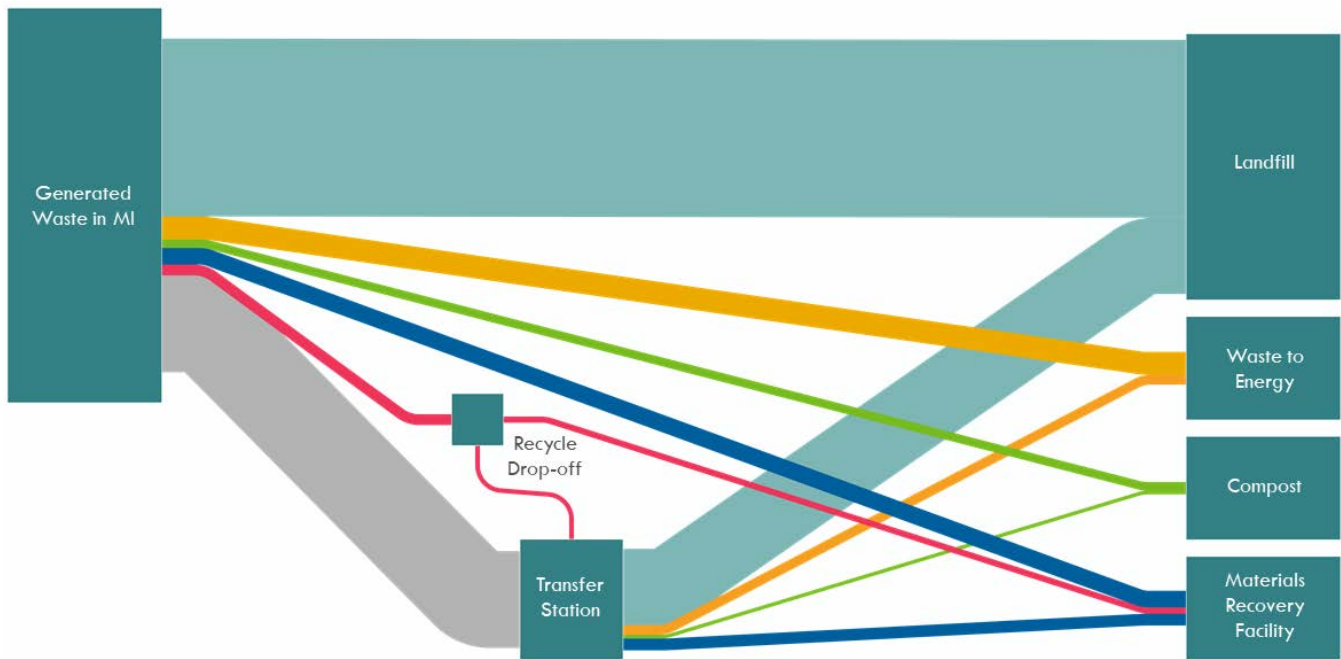 Generated
Waste in MI
Landfill
Waste to
Energy
Recycle
Drop-off
Compost
Transfer
Station
Materials
Recovery
Facility